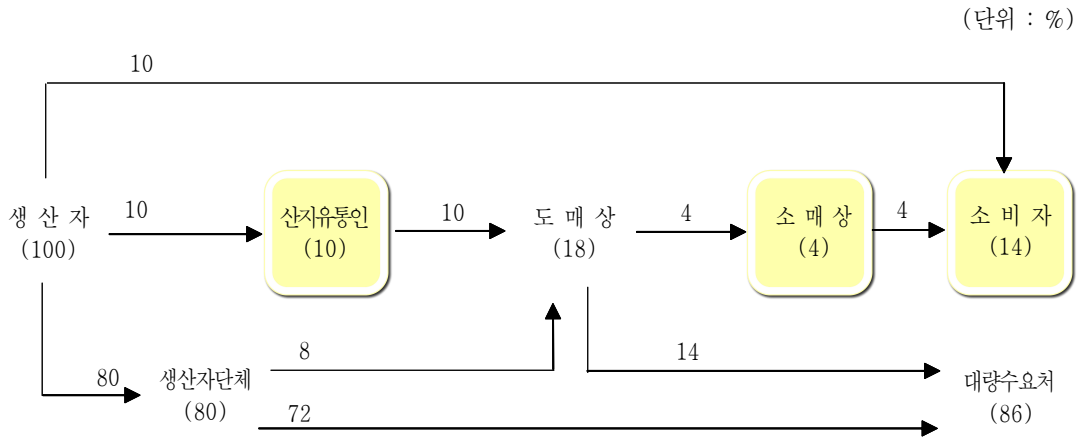 (단위 : %)
10
생 산 자
(100)
10
산지유통인
(10)
10
도 매 상
(18)
4
소 매 상
(4)
4
소 비 자
(14)
80
생산자단체
(80)
8
72
14
대량수요처
(86)